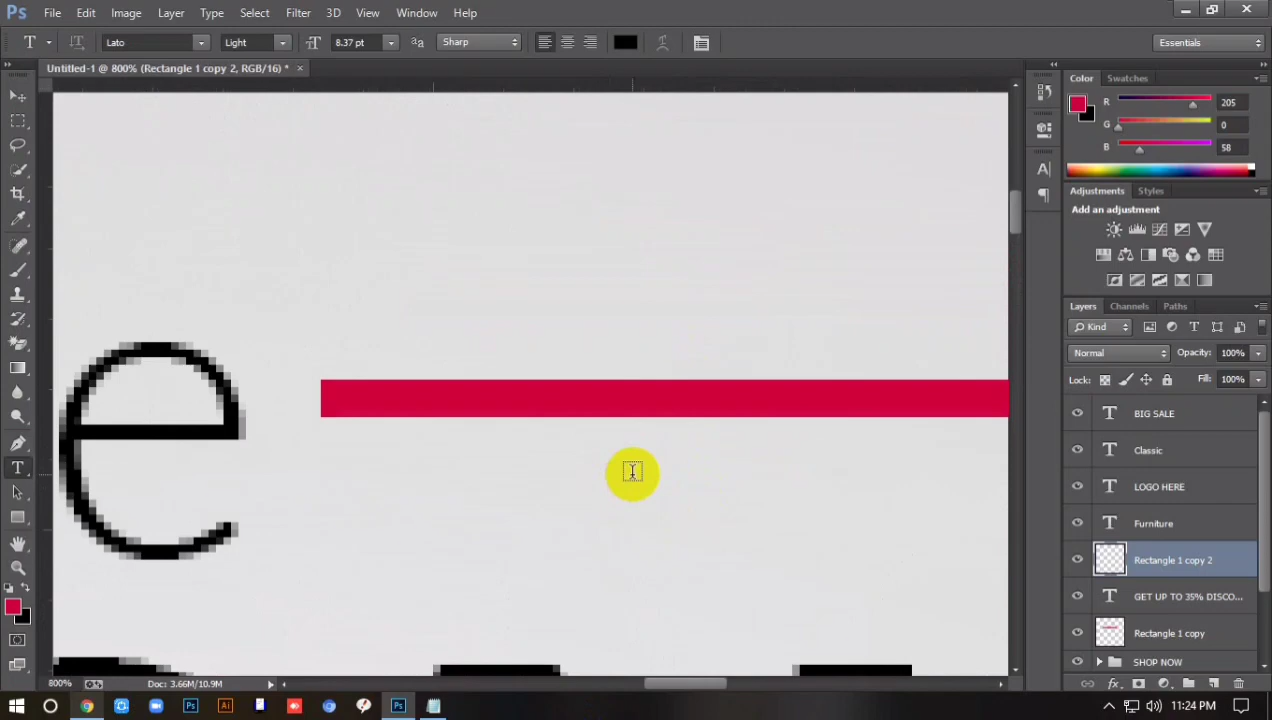 Ps File Edit Image Layer Type Select Filter 3D View Window Help
T Lato Light 8.37 pt Sharp Essentials
Untitled-1 @ 800% (Rectangle 1 copy 2, RGB/16) * ×
Color Swatches
R 205
G 0
B 58
Adjustments Styles
Add an adjustment
Layers Channels Paths
Kind
Normal Opacity: 100%
Lock: Fill: 100%
BIG SALE
Classic
LOGO HERE
Furniture
Rectangle 1 copy 2
GET UP TO 35% DISCO...
Rectangle 1 copy
SHOP NOW
e
800% Doc: 3.66M/10.9M
11:24 PM